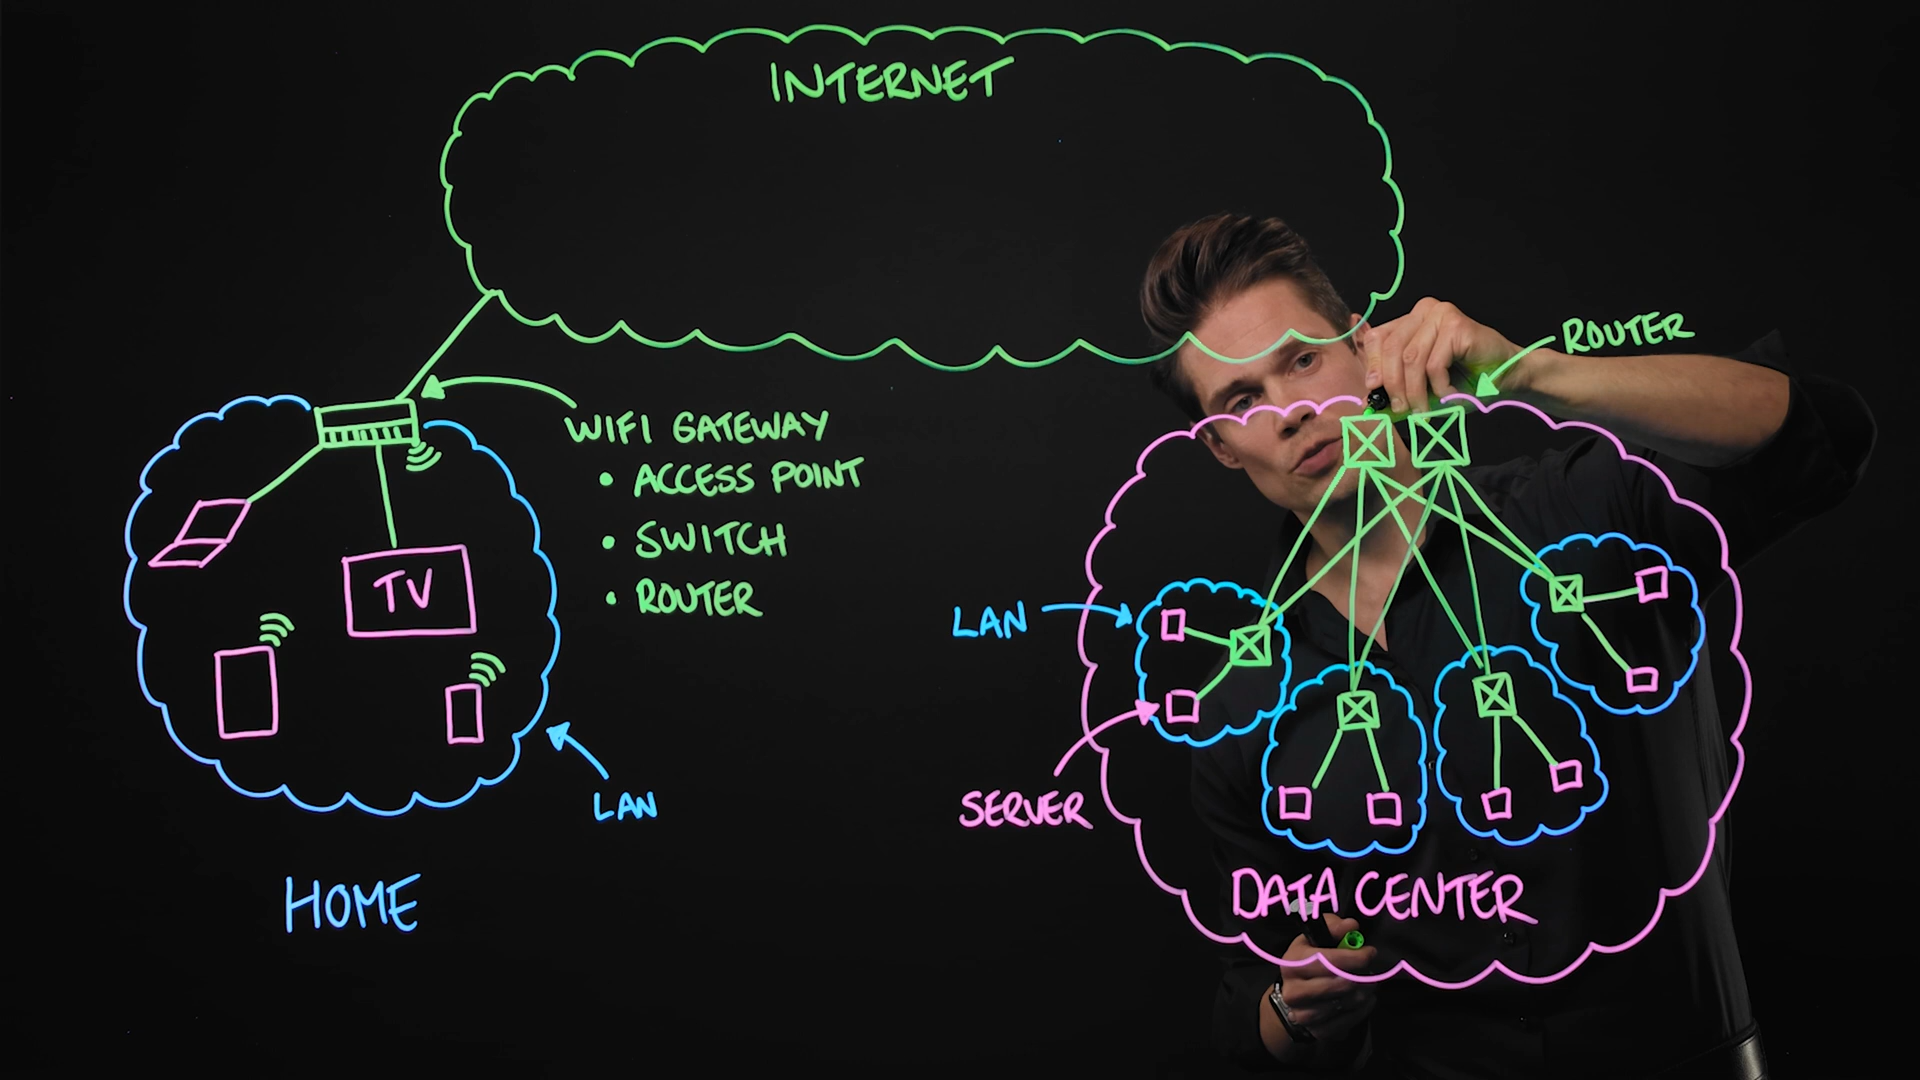 INTERNET
ROUTER
WIFI GATEWAY
• ACCESS POINT
• SWITCH
• ROUTER
TV
LAN
SERVER
LAN
DATA CENTER
HOME